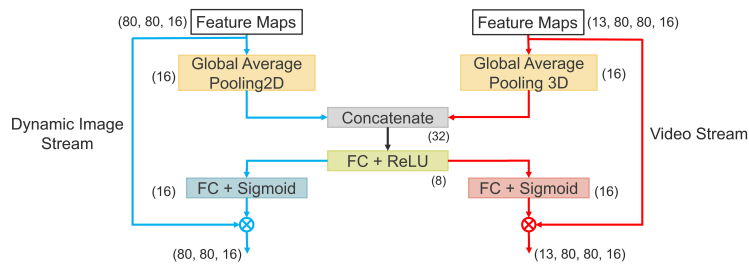 (80, 80, 16)
Feature Maps
Feature Maps
(13, 80, 80, 16)
(16)
Global Average
Pooling2D
Global Average
Pooling 3D
(16)
Concatenate
(32)
Dynamic Image
Stream
Video Stream
FC + ReLU
(8)
(16)
FC + Sigmoid
FC + Sigmoid
(16)
(80, 80, 16)
(13, 80, 80, 16)